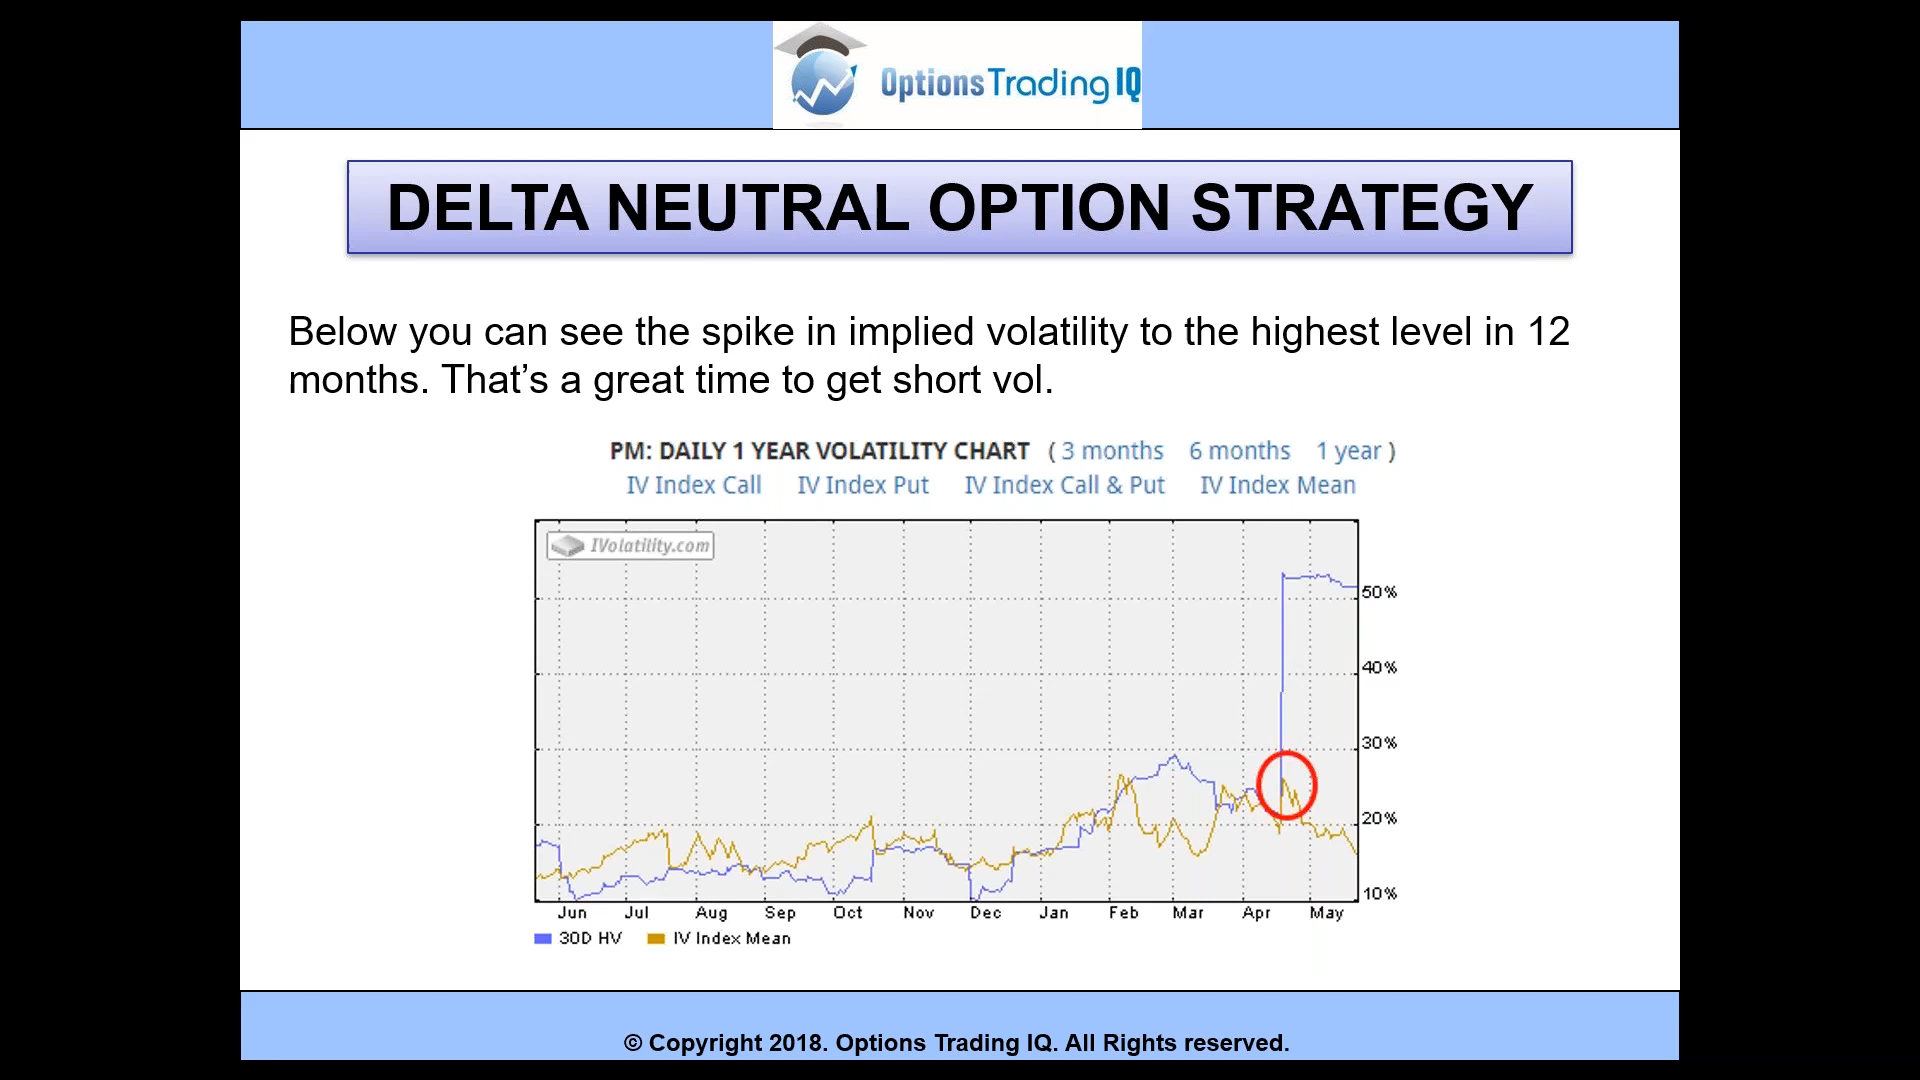 Options Trading IQ
DELTA NEUTRAL OPTION STRATEGY
Below you can see the spike in implied volatility to the highest level in 12
months. That’s a great time to get short vol.
PM: DAILY 1 YEAR VOLATILITY CHART ( 3 months 6 months 1 year )
IV Index Call IV Index Put IV Index Call & Put IV Index Mean
IVolatility.com
50%
40%
30%
20%
10%
Jun Jul Aug Sep Oct Nov Dec Jan Feb Mar Apr May
30D HV IV Index Mean
© Copyright 2018. Options Trading IQ. All Rights reserved.